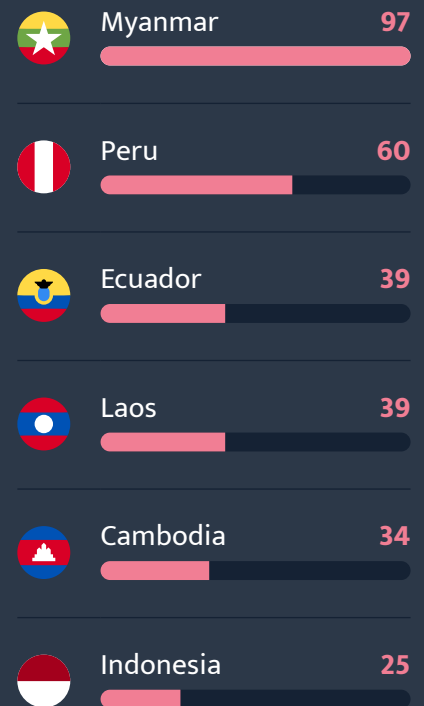 Myanmar 97
Peru 60
Ecuador 39
Laos 39
Cambodia 34
Indonesia 25